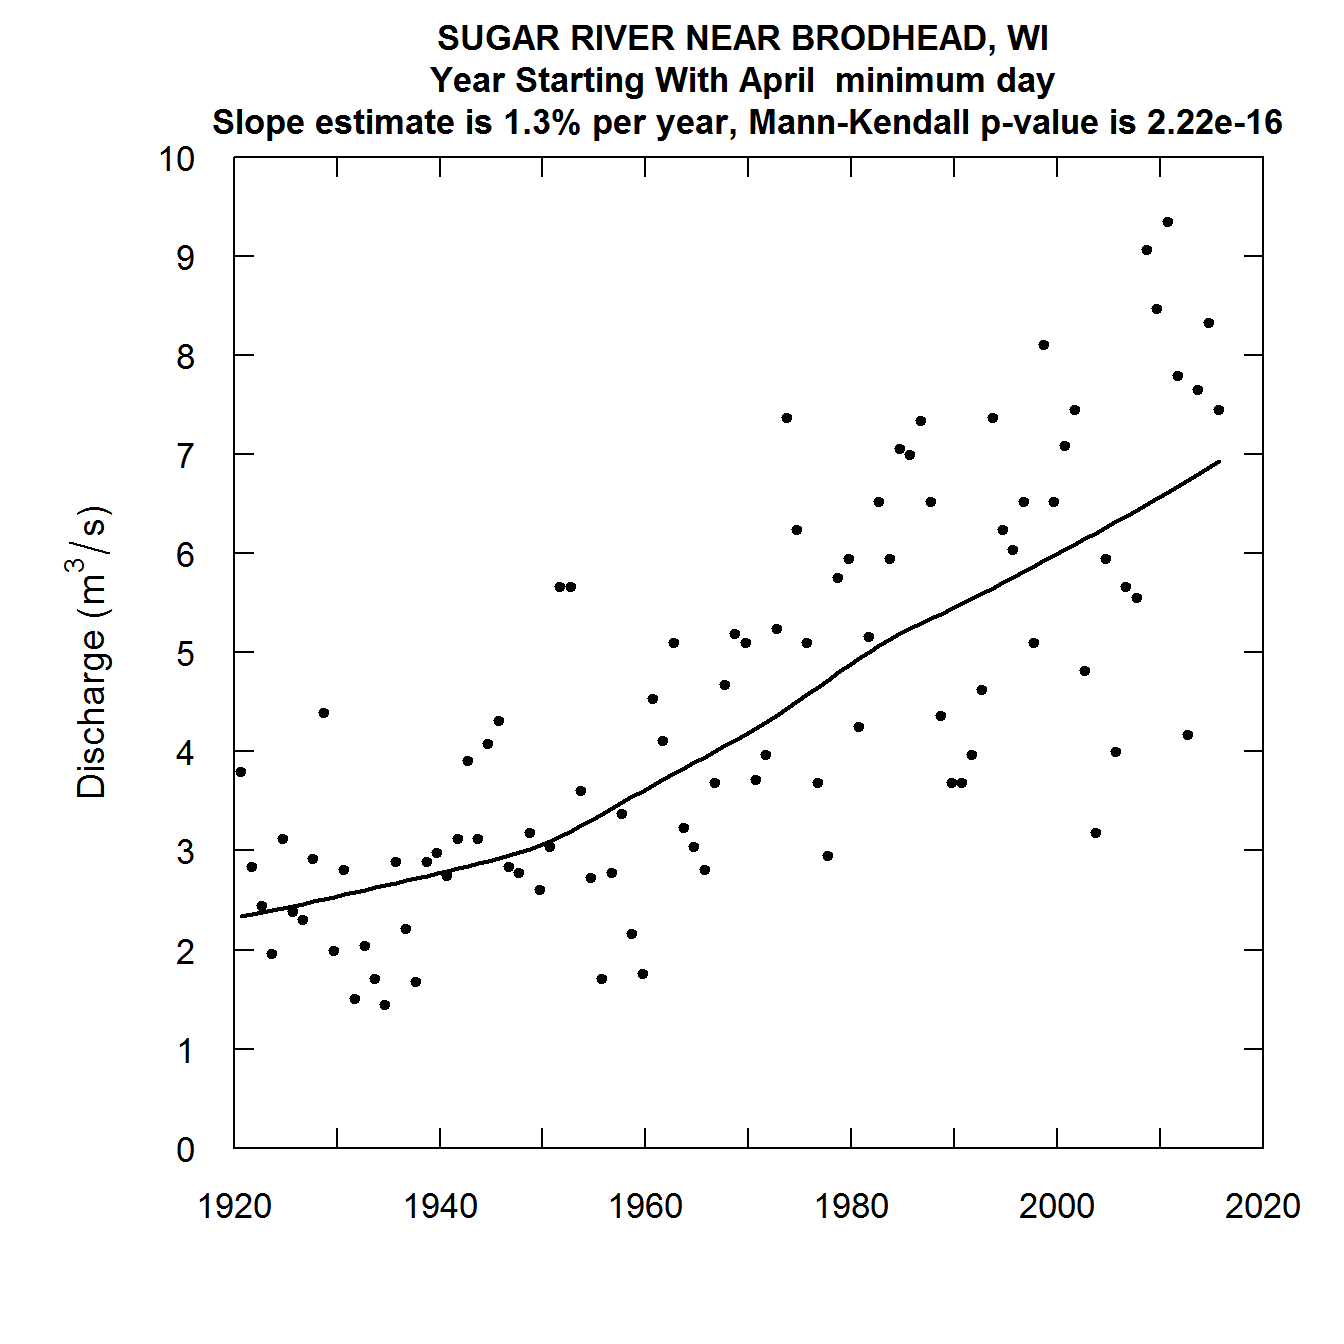 SUGAR RIVER NEAR BRODHEAD, WI
Year Starting With April  minimum day
Slope estimate is 1.3% per year, Mann-Kendall p-value is 2.22e-16
10
9
8
7
6
5
4
3
2
1
0
Discharge (m³/s)
1920 1940 1960 1980 2000 2020